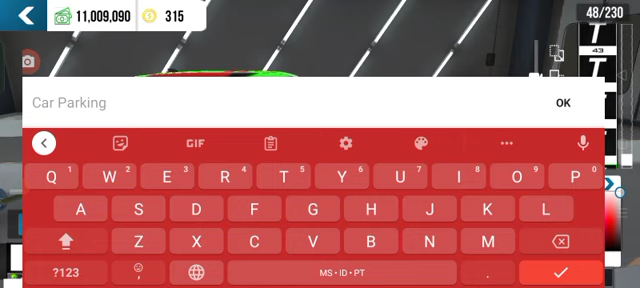 11,009,090 315 48/230
T
43
T
Car Parking OK
GIF
Q 1 W 2 E 3 R 4 T 5 Y 6 U 7 I 8 O 9 P 0
A S D F G H J K L
Z X C V B N M
?123 , MS • ID • PT .